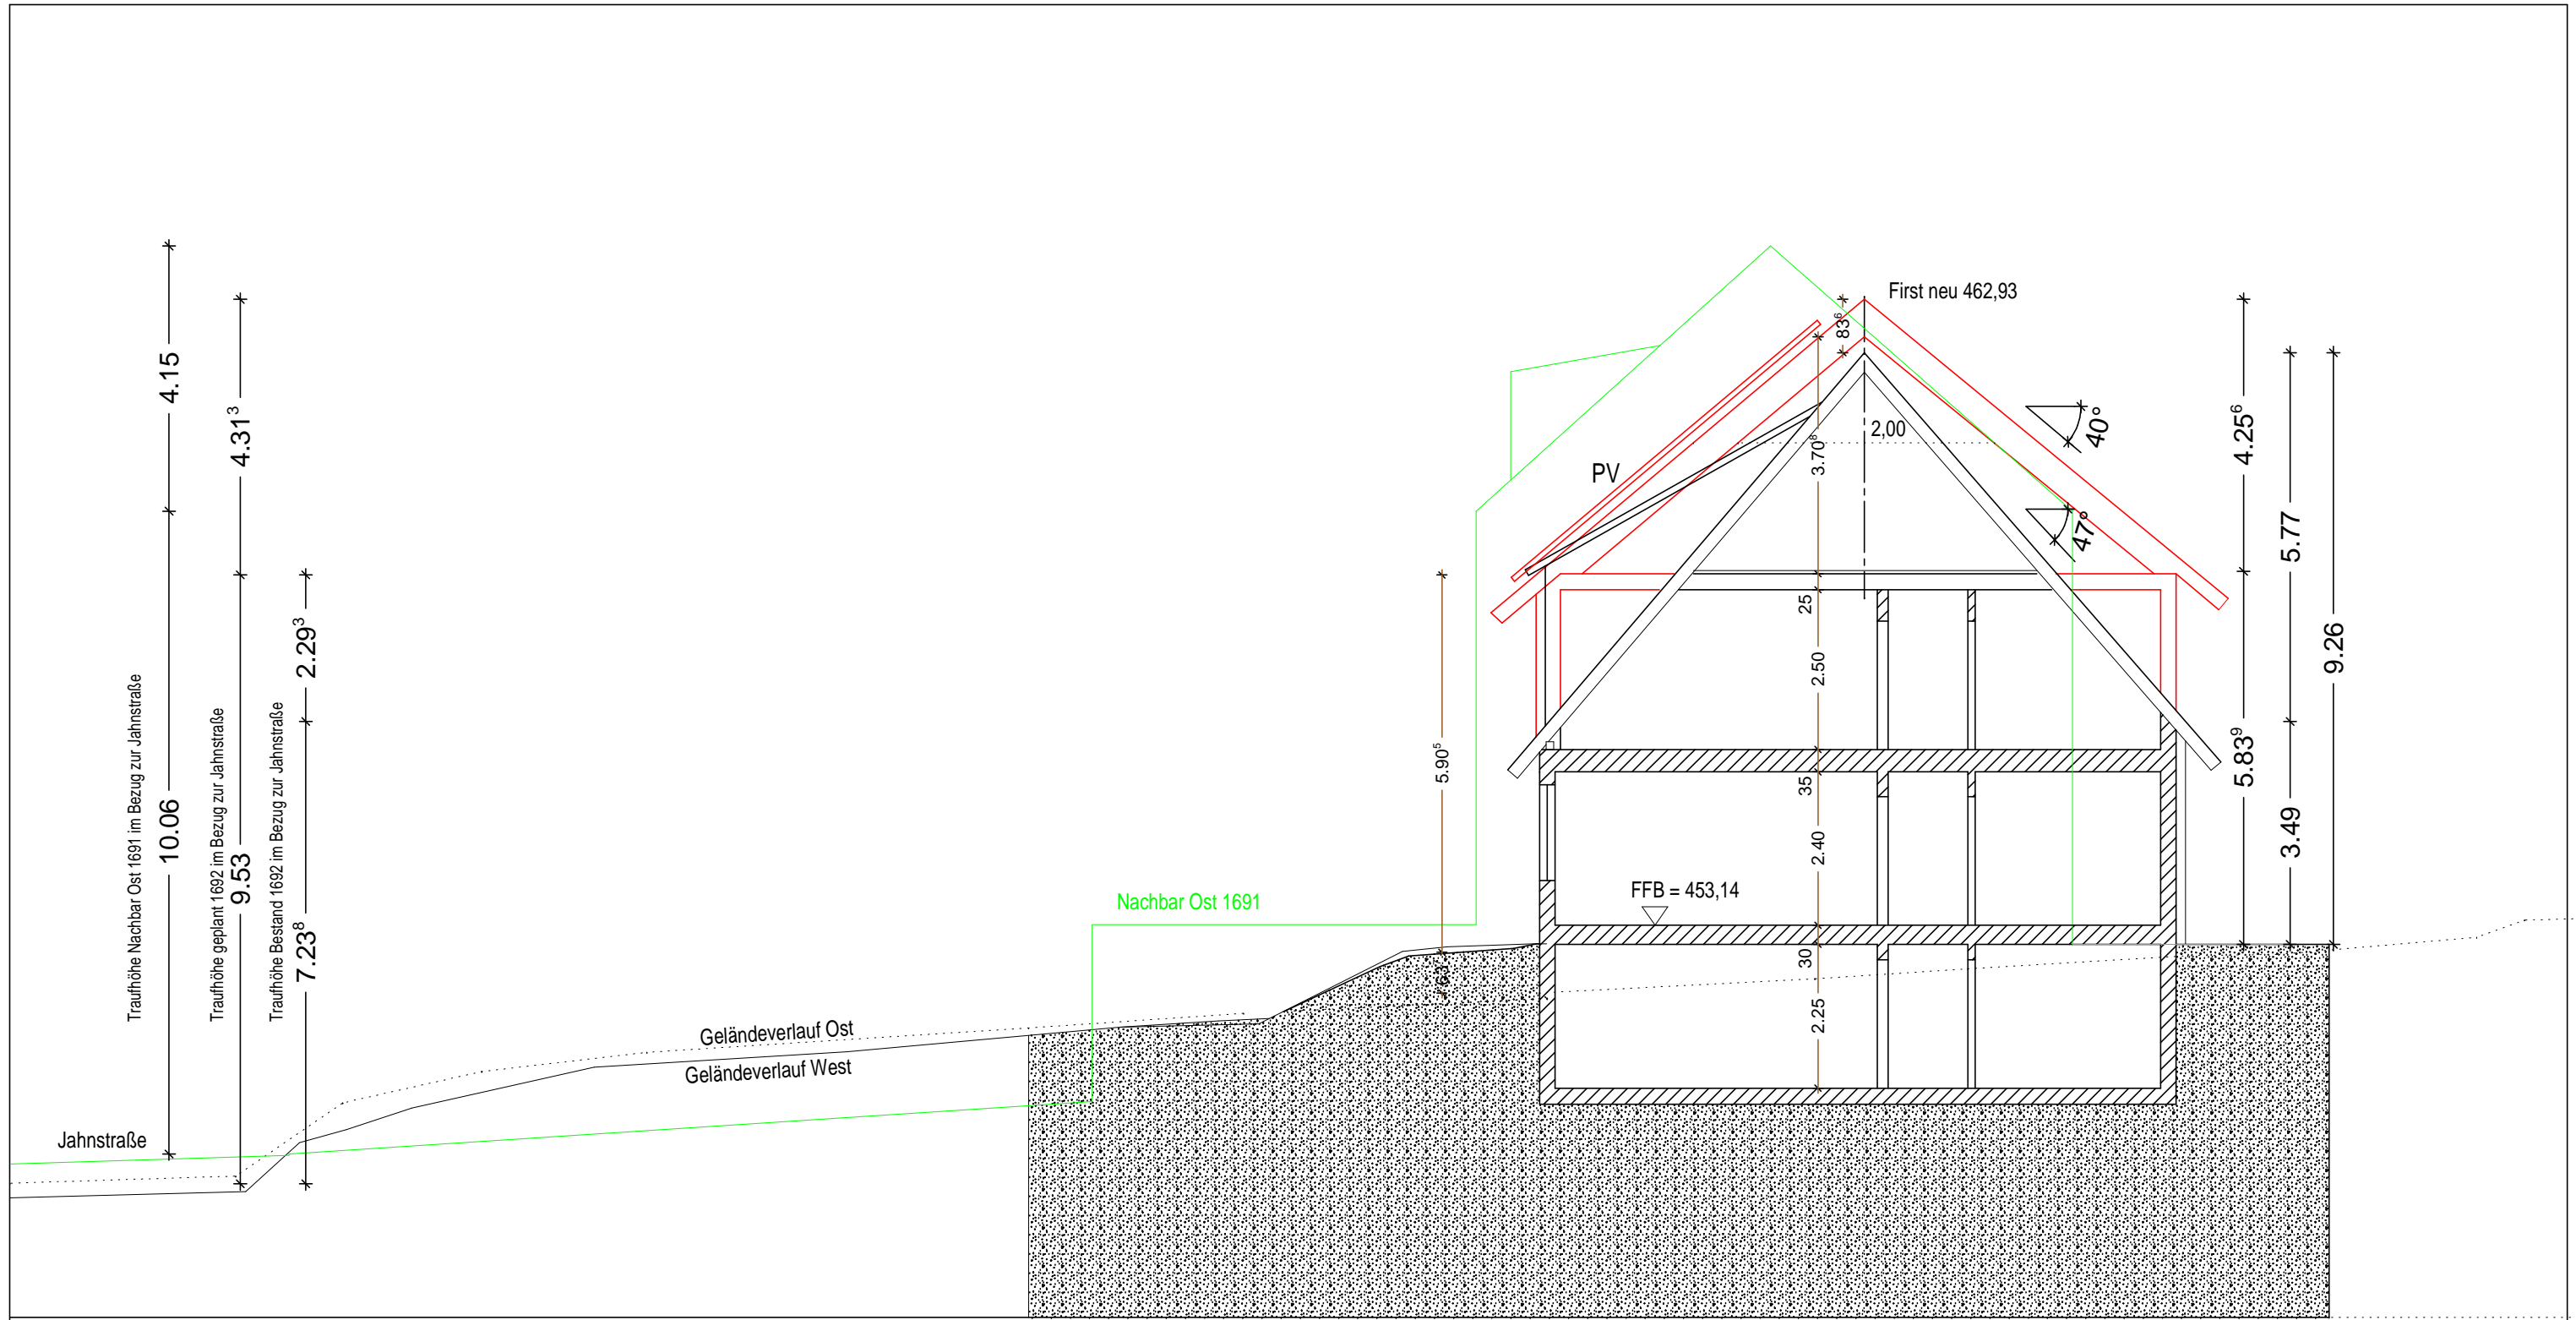 First neu 462,93
83⁶
4.15
4.31³
2.29³
10.06
9.53
7.23⁸
Traufhöhe Nachbar Ost 1691 im Bezug zur Jahnstraße
Traufhöhe geplant 1692 im Bezug zur Jahnstraße
Traufhöhe Bestand 1692 im Bezug zur Jahnstraße
PV
2,00
3.70⁸
40°
47°
4.25⁶
5.77
9.26
5.83⁹
3.49
25
2.50
35
2.40
30
2.25
5.90⁵
FFB = 453,14
Nachbar Ost 1691
Geländeverlauf Ost
Geländeverlauf West
Jahnstraße